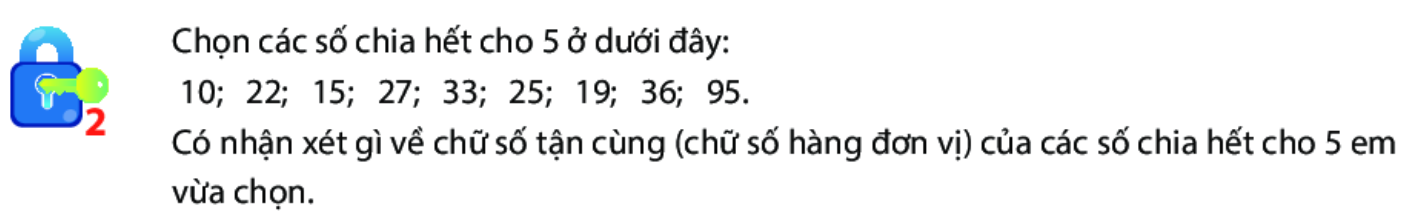 Chọn các số chia hết cho 5 ở dưới đây:
10; 22; 15; 27; 33; 25; 19; 36; 95.
2
Có nhận xét gì về chữ số tận cùng (chữ số hàng đơn vị) của các số chia hết cho 5 em
vừa chọn.